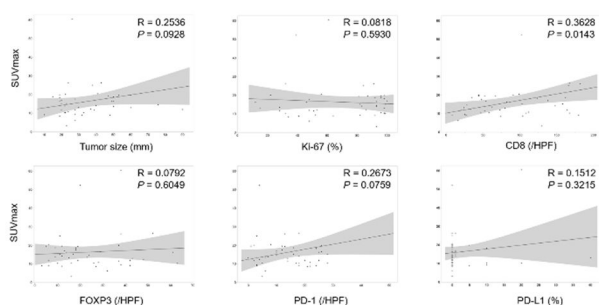 R = 0.2536
P = 0.0928
SUVmax
Tumor size (mm)
R = 0.0818
P = 0.5930
Ki-67 (%)
R = 0.3628
P = 0.0143
CD8 (/HPF)
R = 0.0792
P = 0.6049
SUVmax
FOXP3 (/HPF)
R = 0.2673
P = 0.0759
PD-1 (/HPF)
R = 0.1512
P = 0.3215
PD-L1 (%)